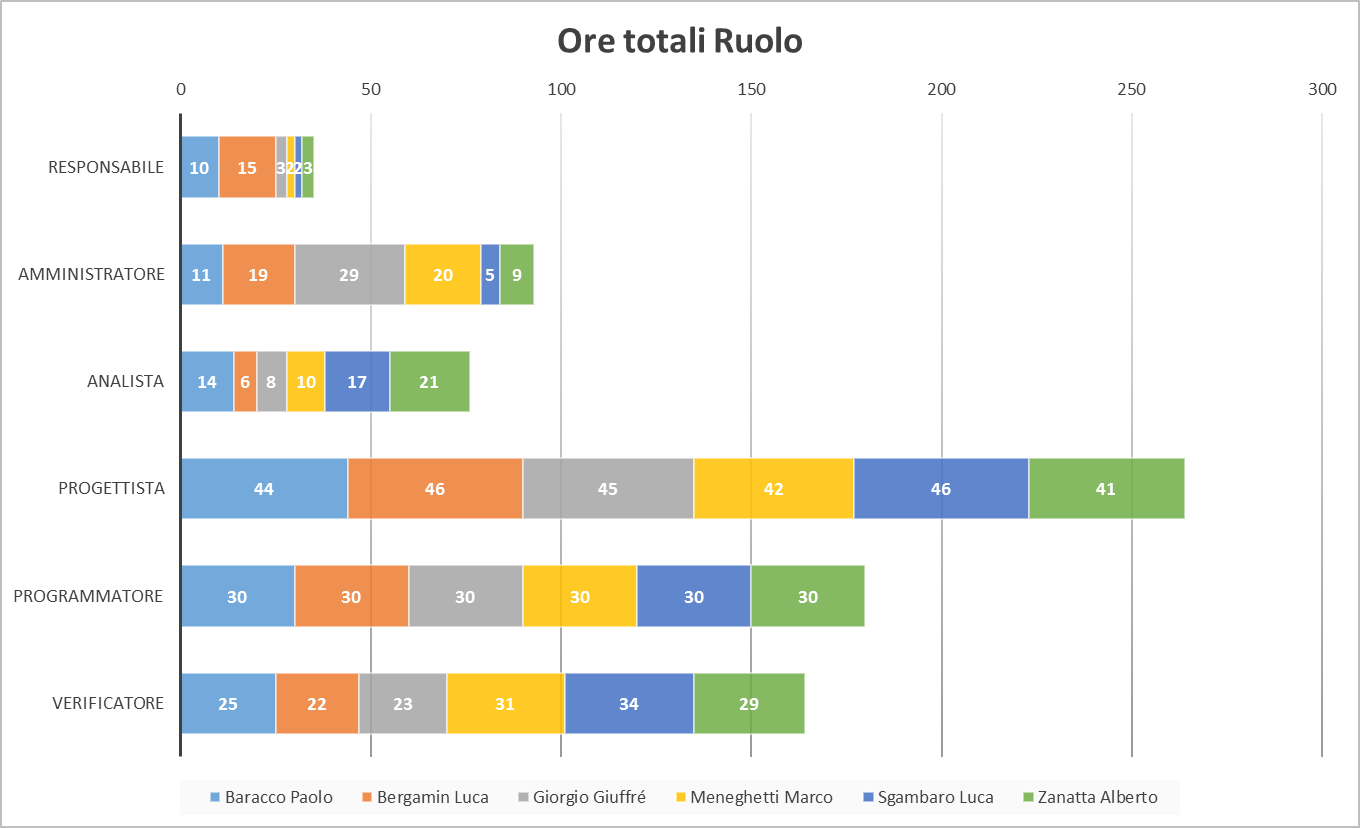 Ore totali Ruolo
0 50 100 150 200 250 300
RESPONSABILE 10 15 3 2 2 3
AMMINISTRATORE 11 19 29 20 5 9
ANALISTA 14 6 8 10 17 21
PROGETTISTA 44 46 45 42 46 41
PROGRAMMATORE 30 30 30 30 30 30
VERIFICATORE 25 22 23 31 34 29
Baracco Paolo Bergamin Luca Giorgio Giuffré Meneghetti Marco Sgambaro Luca Zanatta Alberto